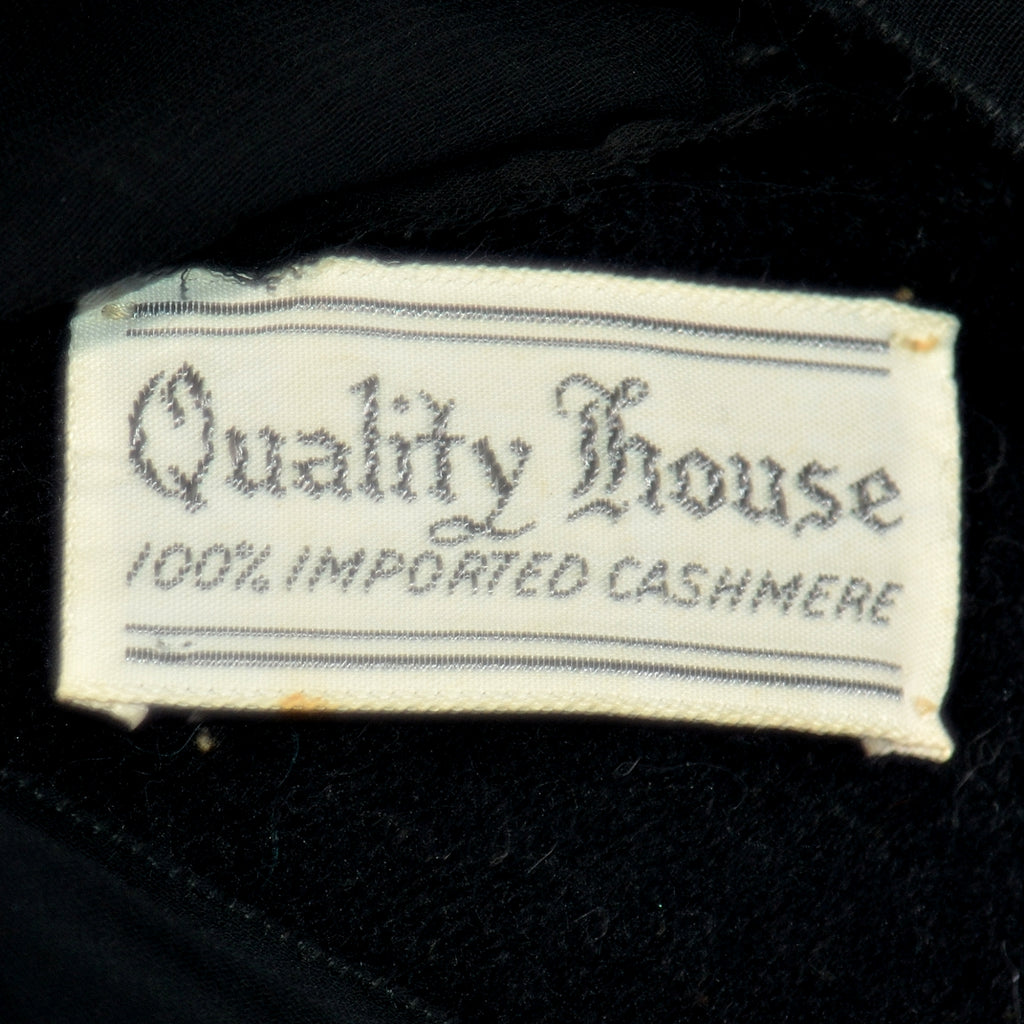 Quality House
100% IMPORTED CASHMERE